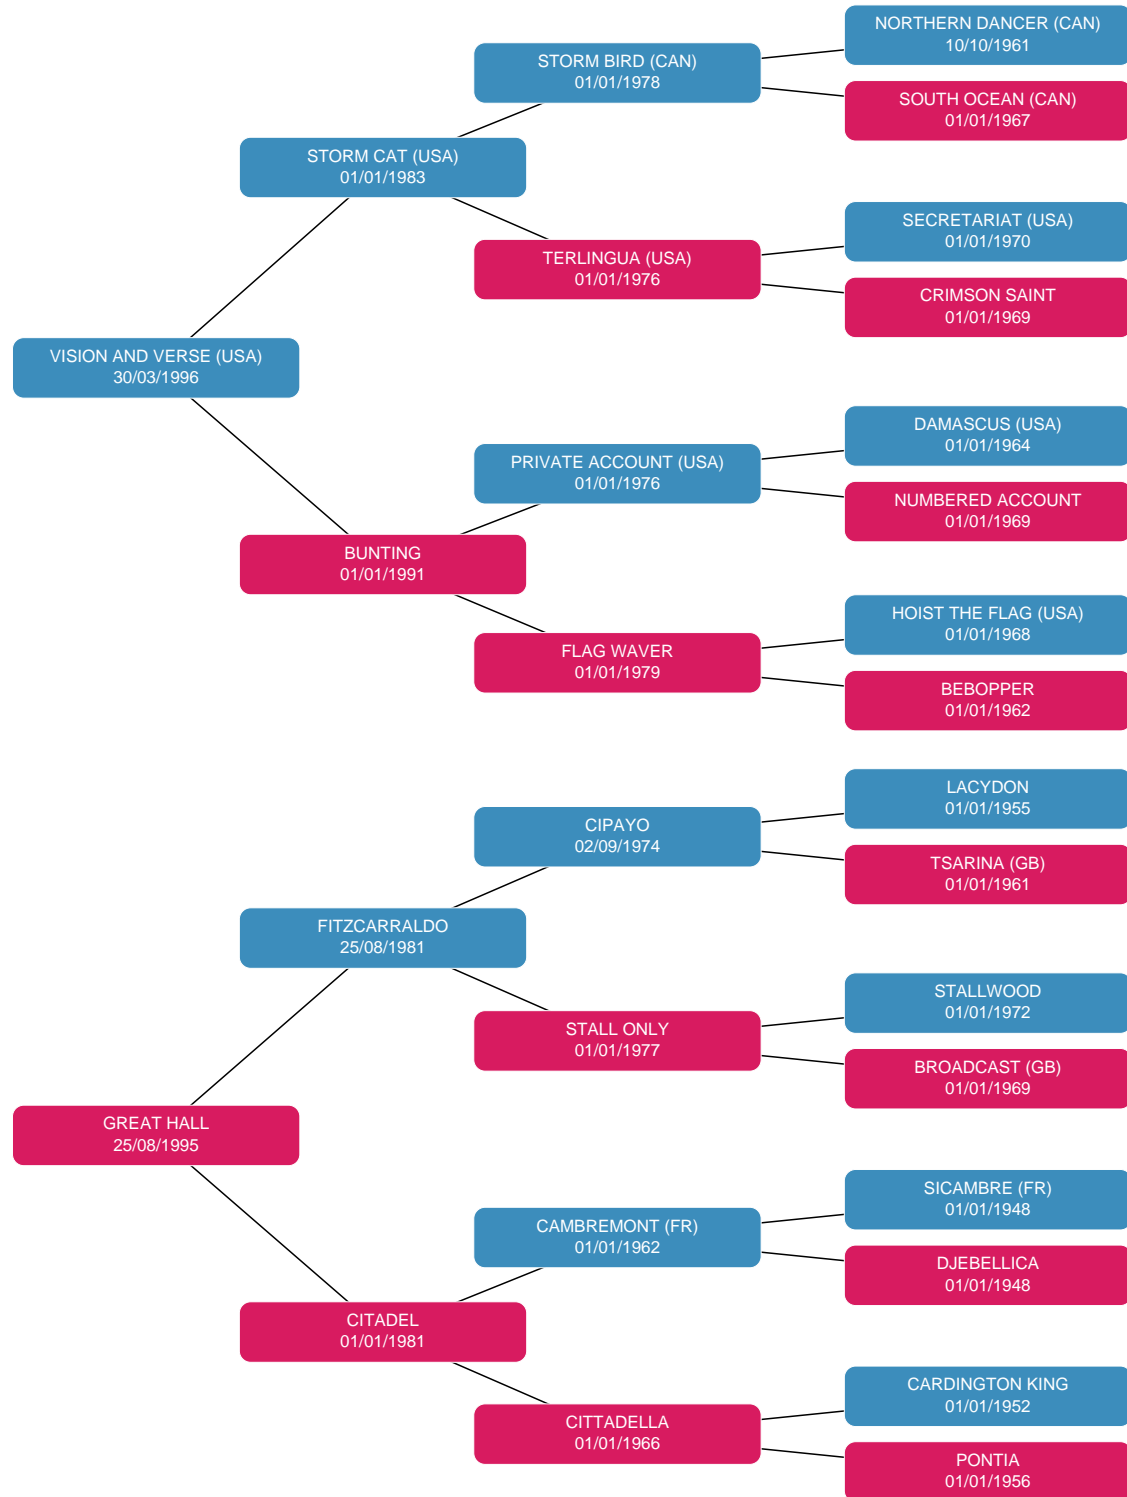 NORTHERN DANCER (CAN)
10/10/1961
STORM BIRD (CAN)
01/01/1978
SOUTH OCEAN (CAN)
01/01/1967
STORM CAT (USA)
01/01/1983
SECRETARIAT (USA)
01/01/1970
TERLINGUA (USA)
01/01/1976
CRIMSON SAINT
01/01/1969
VISION AND VERSE (USA)
30/03/1996
DAMASCUS (USA)
01/01/1964
PRIVATE ACCOUNT (USA)
01/01/1976
NUMBERED ACCOUNT
01/01/1969
BUNTING
01/01/1991
HOIST THE FLAG (USA)
01/01/1968
FLAG WAVER
01/01/1979
BEBOPPER
01/01/1962
LACYDON
01/01/1955
CIPAYO
02/09/1974
TSARINA (GB)
01/01/1961
FITZCARRALDO
25/08/1981
STALLWOOD
01/01/1972
STALL ONLY
01/01/1977
BROADCAST (GB)
01/01/1969
GREAT HALL
25/08/1995
SICAMBRE (FR)
01/01/1948
CAMBREMONT (FR)
01/01/1962
DJEBELLICA
01/01/1948
CITADEL
01/01/1981
CARDINGTON KING
01/01/1952
CITTADELLA
01/01/1966
PONTIA
01/01/1956